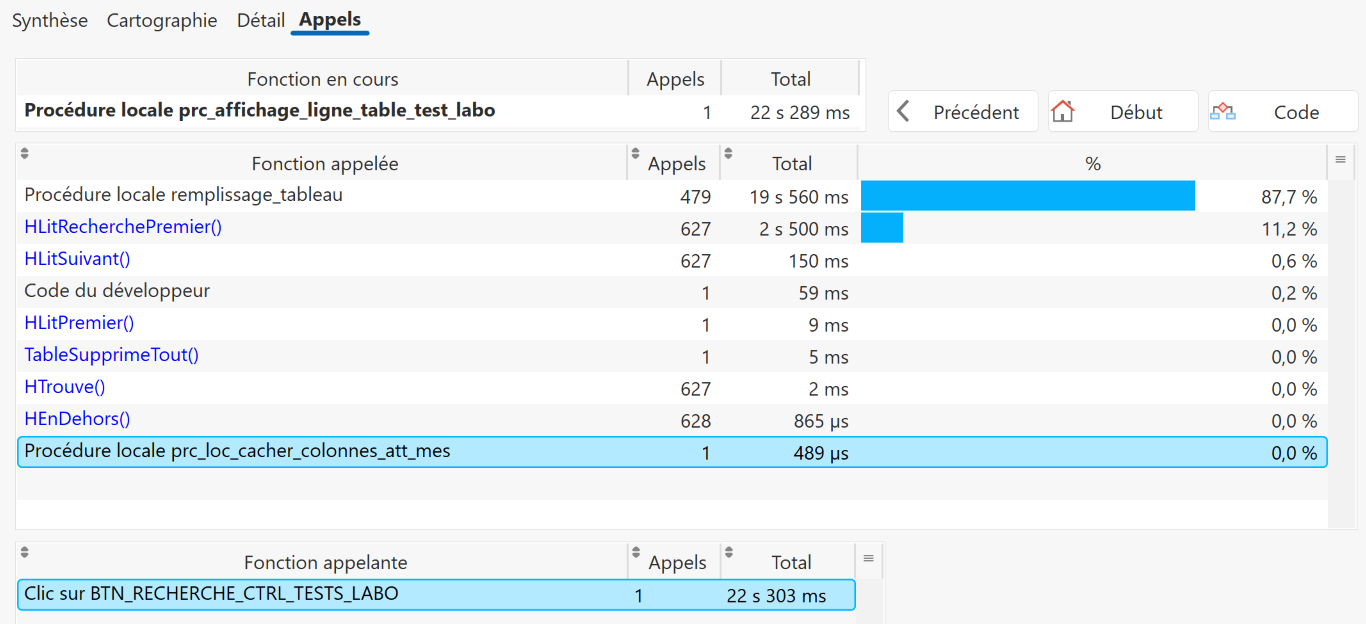 Synthèse Cartographie Détail Appels
Fonction en cours Appels Total
Procédure locale prc_affichage_ligne_table_test_labo 1 22 s 289 ms
Précédent Début Code
Fonction appelée Appels Total %
Procédure locale remplissage_tableau 479 19 s 560 ms 87,7 %
HLitRecherchePremier() 627 2 s 500 ms 11,2 %
HLitSuivant() 627 150 ms 0,6 %
Code du développeur 1 59 ms 0,2 %
HLitPremier() 1 9 ms 0,0 %
TableSupprimeTout() 1 5 ms 0,0 %
HTrouve() 627 2 ms 0,0 %
HEnDehors() 628 865 µs 0,0 %
Procédure locale prc_loc_cacher_colonnes_att_mes 1 489 µs 0,0 %
Fonction appelante Appels Total
Clic sur BTN_RECHERCHE_CTRL_TESTS_LABO 1 22 s 303 ms